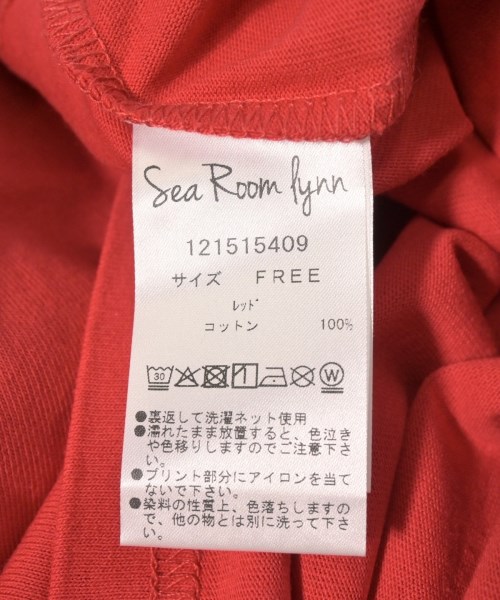 Sea Room lynn
121515409
サイズ FREE
ﾚｯﾄﾞ
コットン 100%
30 1 W
●裏返して洗濯ネット使用
●濡れたまま放置すると、色泣き
や色移りしますのでご注意下さ
い。
●プリント部分にアイロンを当て
ないで下さい。
●染料の性質上、色落ちしますの
で、他の物とは別に洗って下さ
い。